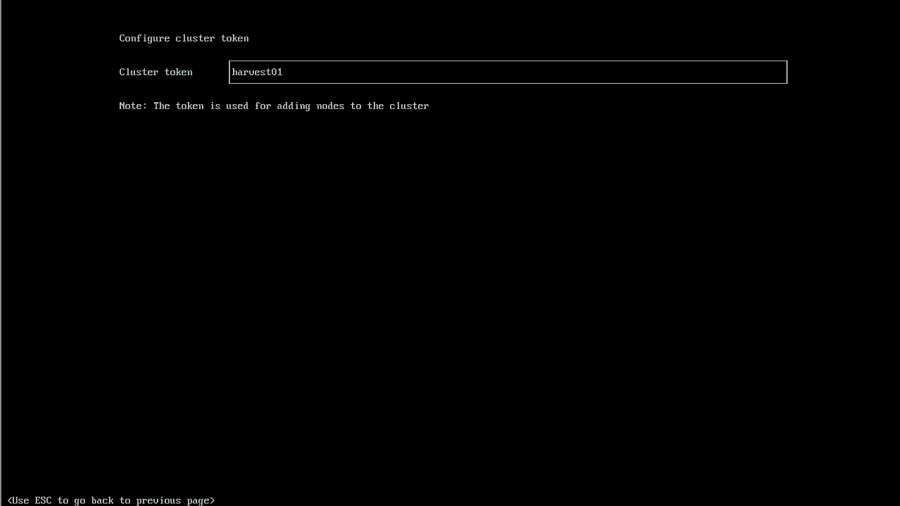 Configure cluster token
Cluster token harvest01
Note: The token is used for adding nodes to the cluster
<Use ESC to go back to previous page>